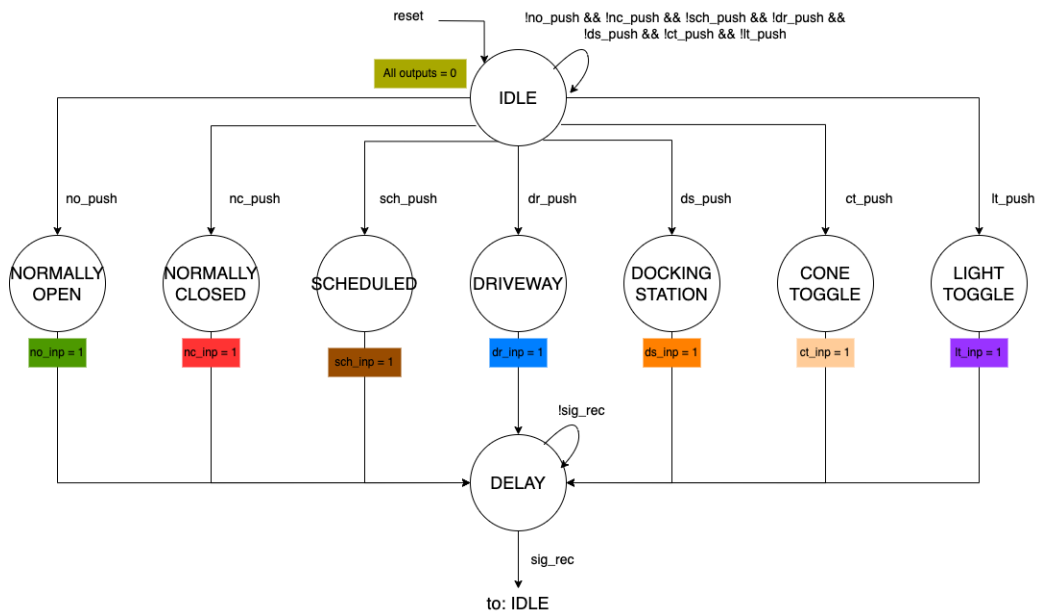 reset
!no_push && !nc_push && !sch_push && !dr_push &&
!ds_push && !ct_push && !lt_push
All outputs = 0
IDLE
no_push
nc_push
sch_push
dr_push
ds_push
ct_push
lt_push
NORMALLY
OPEN
NORMALLY
CLOSED
SCHEDULED
DRIVEWAY
DOCKING
STATION
CONE
TOGGLE
LIGHT
TOGGLE
no_inp = 1
nc_inp = 1
sch_inp = 1
dr_inp = 1
ds_inp = 1
ct_inp = 1
lt_inp = 1
!sig_rec
DELAY
sig_rec
to: IDLE